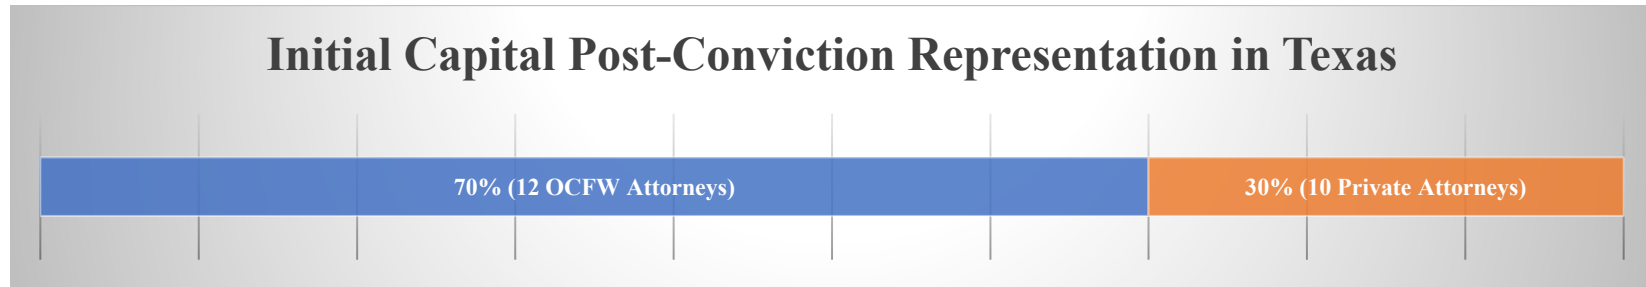 Initial Capital Post-Conviction Representation in Texas
70% (12 OCFW Attorneys)
30% (10 Private Attorneys)